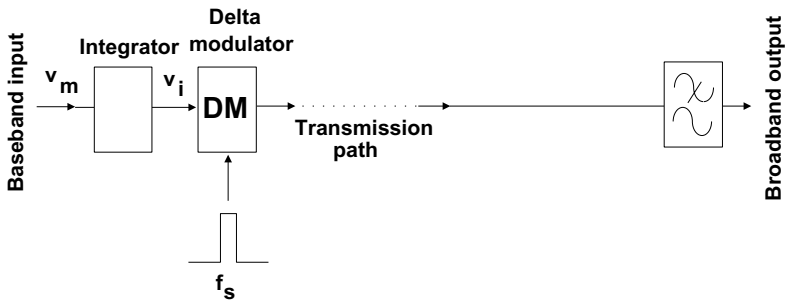 Baseband input
v m
Integrator
v i
Delta
modulator
DM
f s
Transmission
path
Broadband output